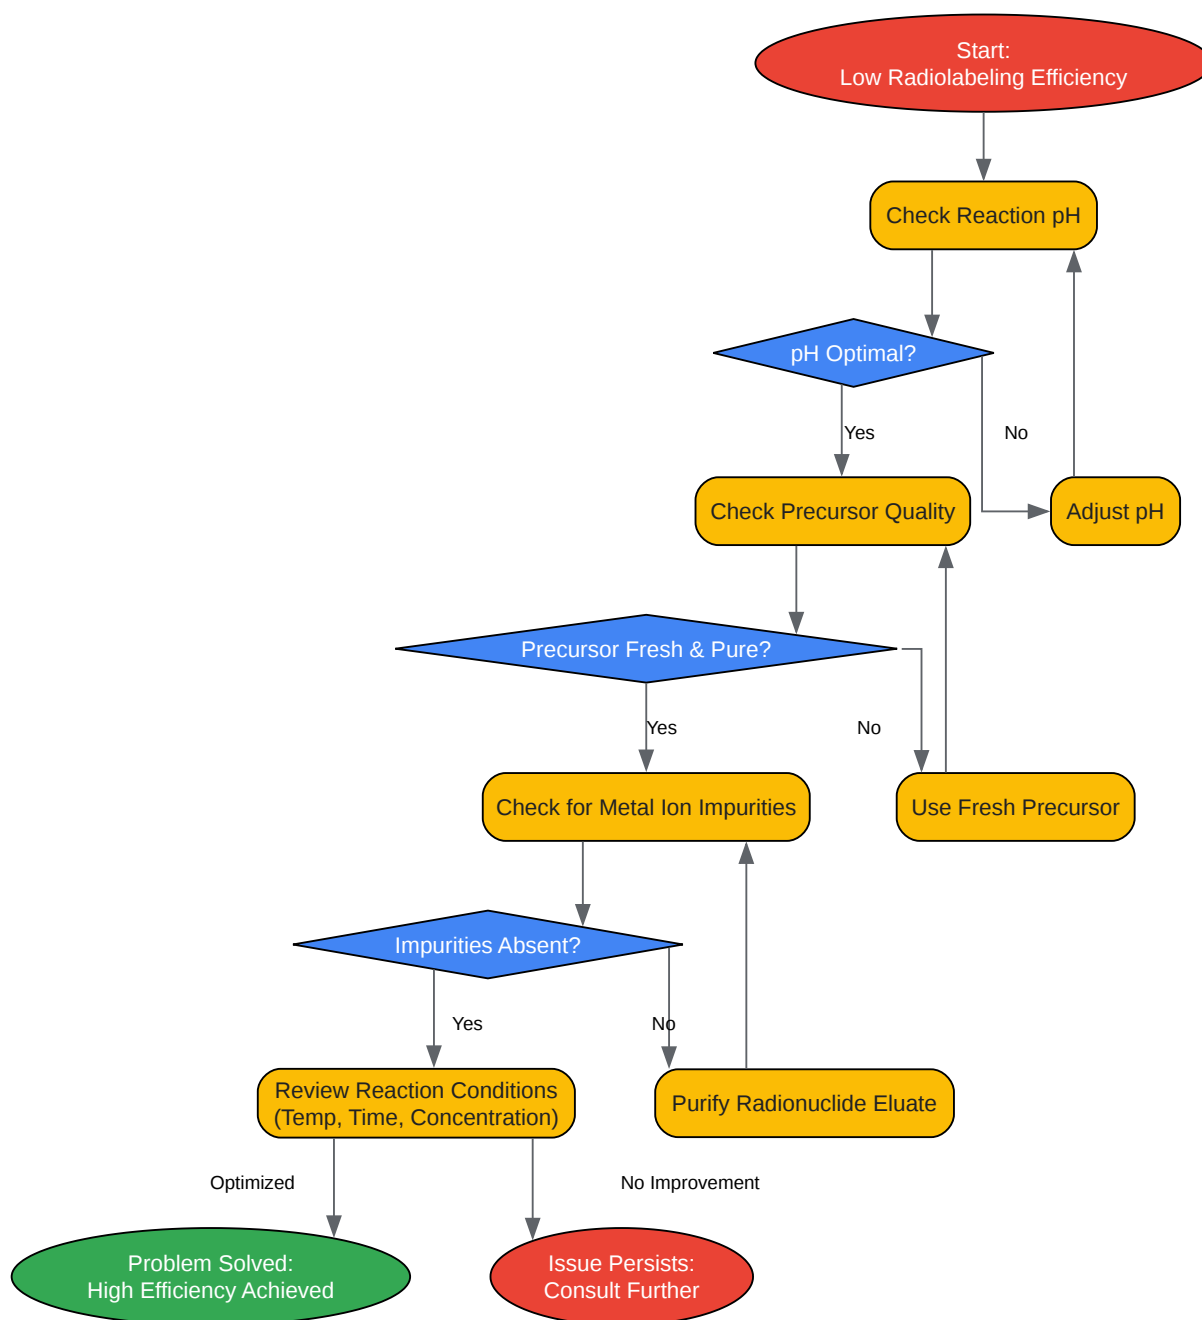 Start:
Low Radiolabeling Efficiency
Check Reaction pH
pH Optimal?
Yes
No
Check Precursor Quality
Adjust pH
Precursor Fresh & Pure?
Yes
No
Check for Metal Ion Impurities
Use Fresh Precursor
Impurities Absent?
Yes
No
Review Reaction Conditions
(Temp, Time, Concentration)
Purify Radionuclide Eluate
Optimized
No Improvement
Problem Solved:
High Efficiency Achieved
Issue Persists:
Consult Further